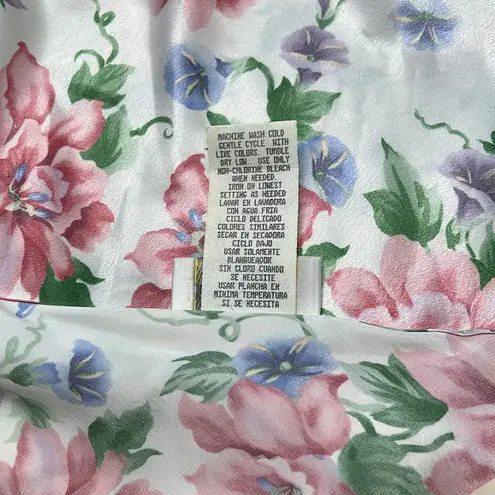 MACHINE WASH COLD
GENTLE CYCLE WITH
LIKE COLORS. TUMBLE
DRY LOW. USE ONLY
NON-CHLORINE BLEACH
WHEN NEEDED.
IRON ON LOWEST
SETTING AS NEEDED
LAVAR EN LAVADORA
CON AGUA FRIA
CICLO DELICADO
COLORES SIMILARES
SECAR EN SECADORA
CICLO BAJO
USAR SOLAMENTE
BLANQUEADOR
SIN CLORO CUANDO
SE NECESITE
USAR PLANCHA EN
MINIMA TEMPERATURA
SI SE NECESITA